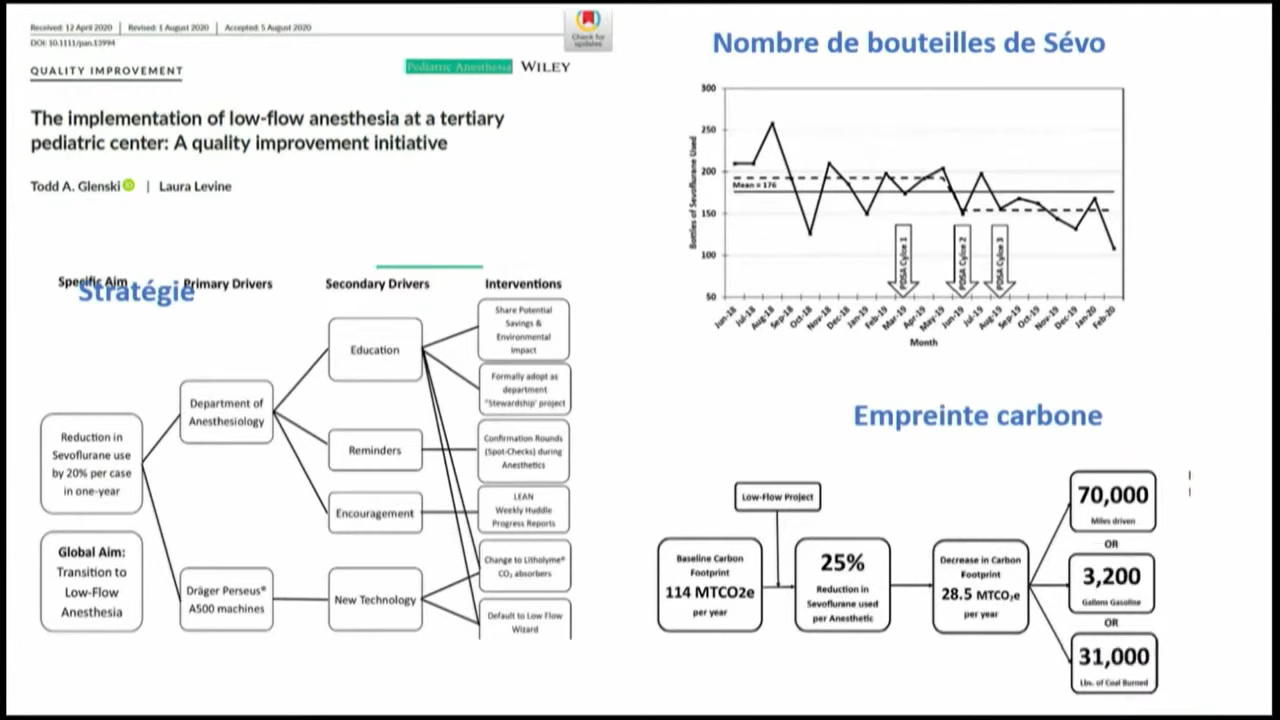 Received: 12 April 2020 | Revised: 1 August 2020 | Accepted: 5 August 2020
DOI: 10.1111/pan.13994
Check for
updates
QUALITY IMPROVEMENT
Pediatric Anesthesia WILEY
The implementation of low-flow anesthesia at a tertiary
pediatric center: A quality improvement initiative
Todd A. Glenski | Laura Levine
Stratégie
Specific Aim
Primary Drivers
Secondary Drivers
Interventions
Reduction in
Sevoflurane use
by 20% per case
in one-year
Global Aim:
Transition to
Low-Flow
Anesthesia
Department of
Anesthesiology
Dräger Perseus®
A500 machines
Education
Reminders
Encouragement
New Technology
Share Potential
Savings &
Environmental
Impact
Formally adopt as
department
"Stewardship' project
Confirmation Rounds
(Spot-Checks) during
Anesthetics
LEAN
Weekly Huddle
Progress Reports
Change to Litholyme®
CO₂ absorbers
Default to Low Flow
Wizard
Nombre de bouteilles de Sévo
Bottles of Sevoflurane Used
300
250
200
150
100
50
Mean = 176
PDSA Cylce 1
PDSA Cylce 2
PDSA Cylce 3
Jun-18
Jul-18
Aug-18
Sep-18
Oct-18
Nov-18
Dec-18
Jan-19
Feb-19
Mar-19
Apr-19
May-19
Jun-19
Jul-19
Aug-19
Sep-19
Oct-19
Nov-19
Dec-19
Jan-20
Feb-20
Month
Empreinte carbone
Low-Flow Project
Baseline Carbon
Footprint
114 MTCO2e
per year
25%
Reduction in
Sevoflurane used
per Anesthetic
Decrease in Carbon
Footprint
28.5 MTCO₂e
per year
70,000
Miles driven
OR
3,200
Gallons Gasoline
OR
31,000
Lbs. of Coal Burned